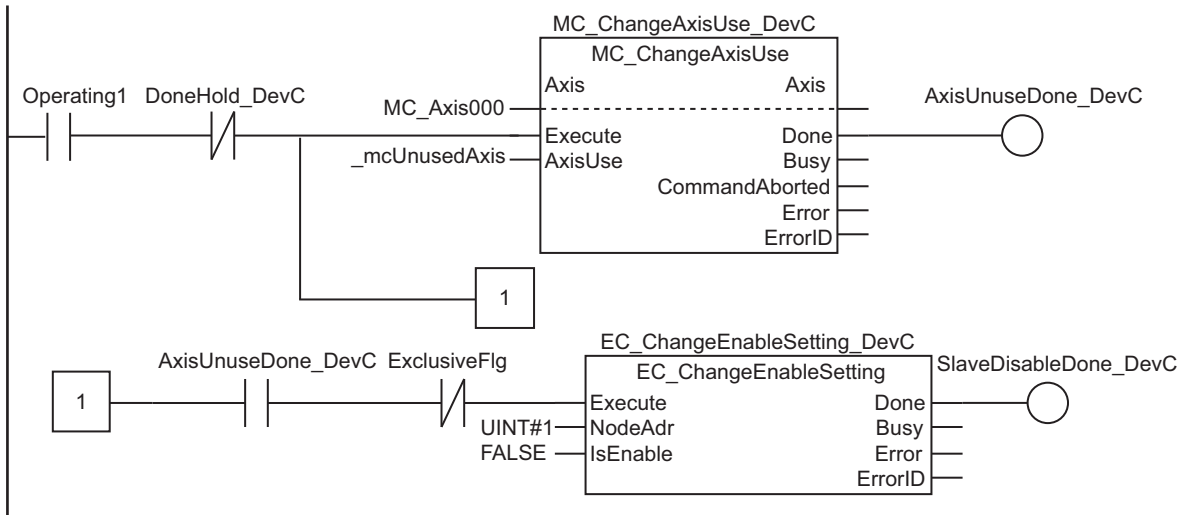 MC_ChangeAxisUse_DevC
MC_ChangeAxisUse
Operating1 DoneHold_DevC
Axis Axis
MC_Axis000
AxisUnuseDone_DevC
Execute Done
_mcUnusedAxis AxisUse Busy
CommandAborted
Error
ErrorID
1
EC_ChangeEnableSetting_DevC
AxisUnuseDone_DevC ExclusiveFlg EC_ChangeEnableSetting SlaveDisableDone_DevC
1
Execute Done
UINT#1 NodeAdr Busy
FALSE IsEnable Error
ErrorID